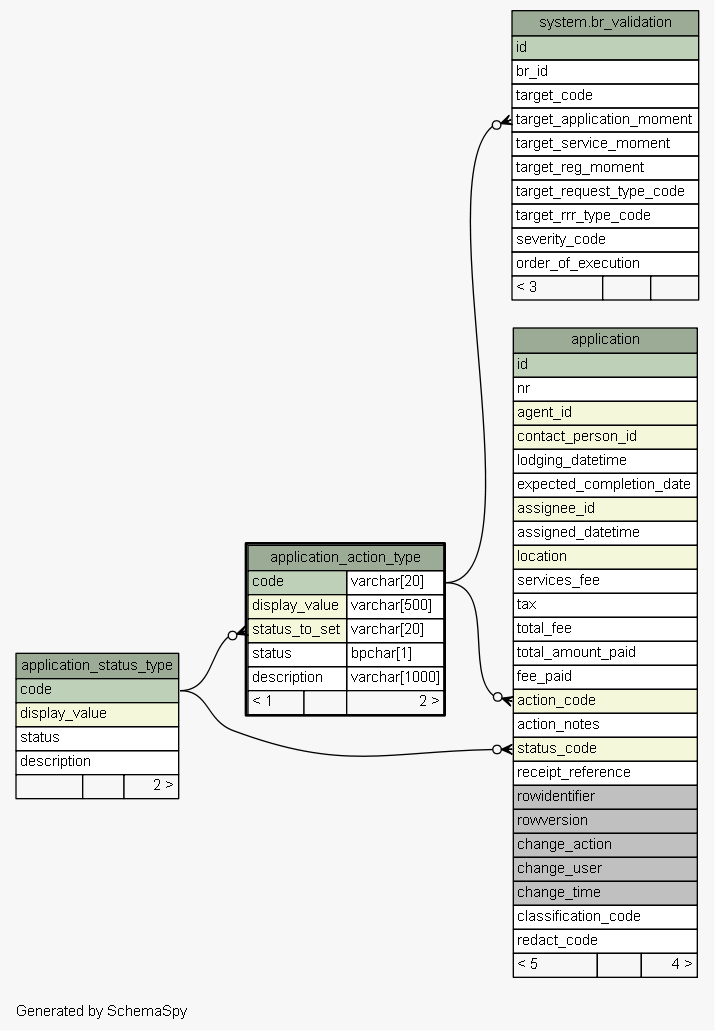 system.br_validation
id
br_id
target_code
target_application_moment
target_service_moment
target_reg_moment
target_request_type_code
target_rrr_type_code
severity_code
order_of_execution
< 3
application
id
nr
agent_id
contact_person_id
lodging_datetime
expected_completion_date
assignee_id
assigned_datetime
location
services_fee
tax
total_fee
total_amount_paid
fee_paid
action_code
action_notes
status_code
receipt_reference
rowidentifier
rowversion
change_action
change_user
change_time
classification_code
redact_code
< 5 4 >
application_action_type
code varchar[20]
display_value varchar[500]
status_to_set varchar[20]
status bpchar[1]
description varchar[1000]
< 1 2 >
application_status_type
code
display_value
status
description
2 >
Generated by SchemaSpy